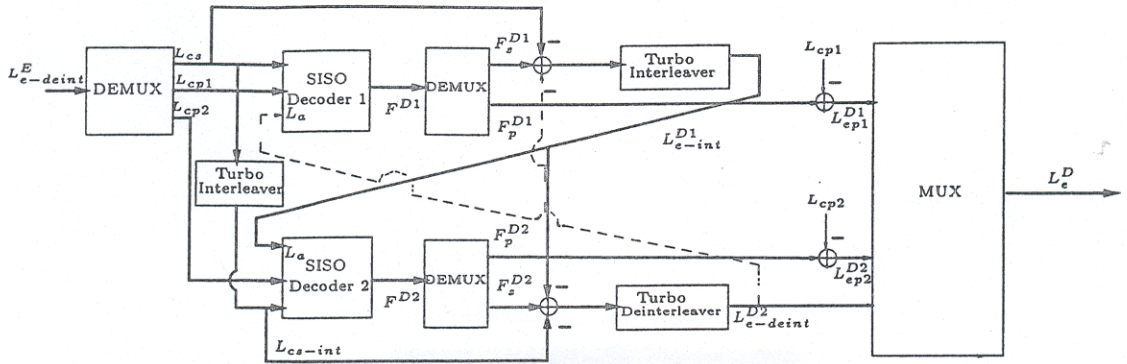 L_{e-deint}^{E}
DEMUX
L_{cs}
L_{cp1}
L_{cp2}
SISO
Decoder 1
L_a
F^{D1}
DEMUX
F_s^{D1}
F_p^{D1}
−
−
Turbo
Interleaver
L_{e-int}^{D1}
L_{cp1}
−
L_{ep1}^{D1}
Turbo
Interleaver
−
MUX
L_e^D
L_a
SISO
Decoder 2
F^{D2}
DEMUX
F_p^{D2}
F_s^{D2}
−
−
Turbo
Deinterleaver
L_{e-deint}^{D2}
L_{cp2}
−
L_{ep2}^{D2}
L_{cs-int}